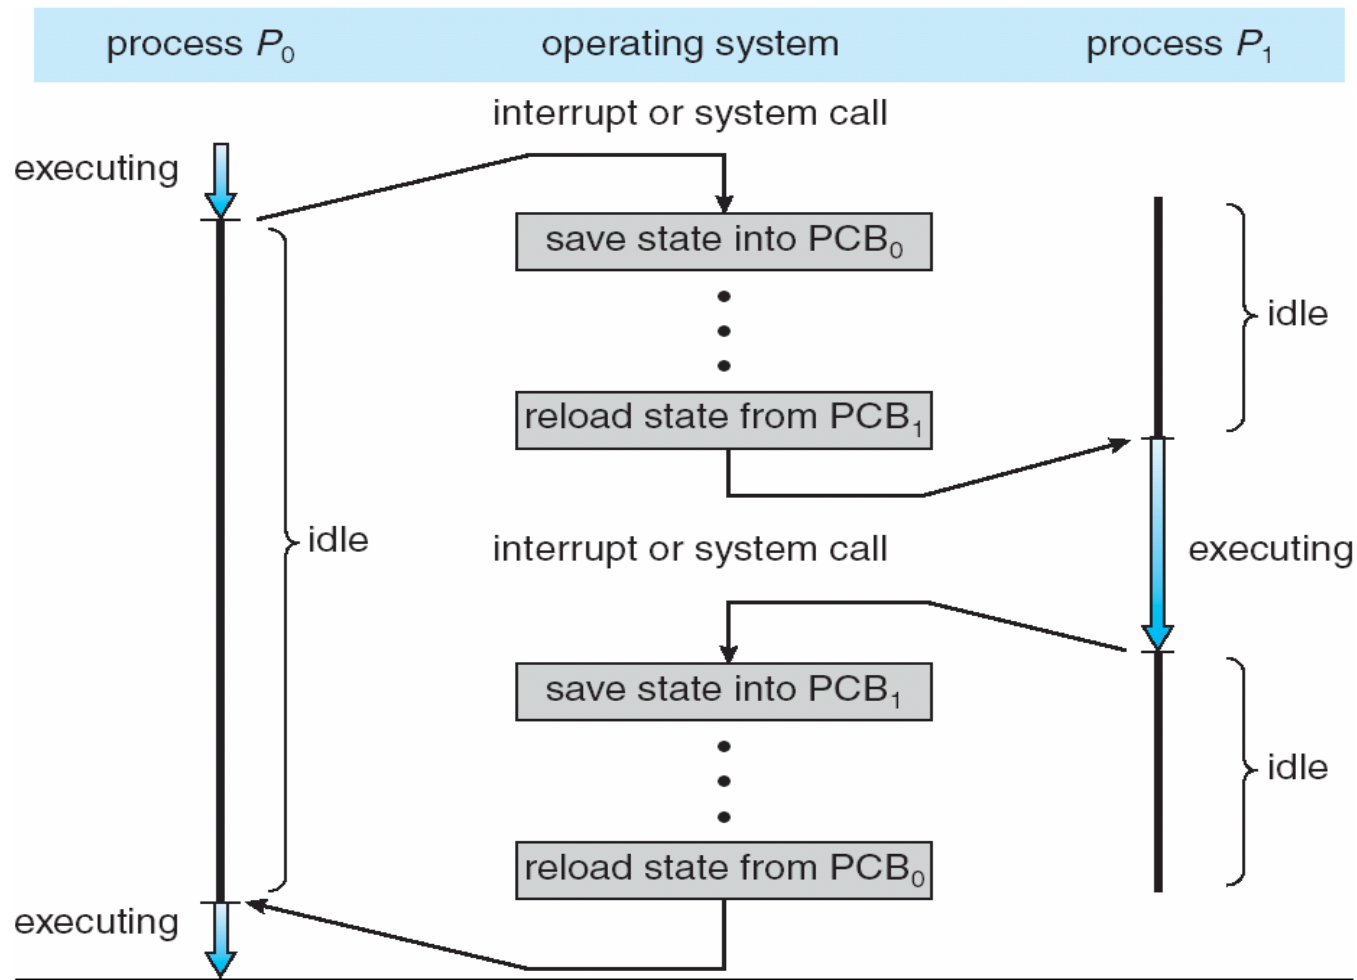 process P₀ operating system process P₁
interrupt or system call
executing
save state into PCB₀
idle
reload state from PCB₁
idle
interrupt or system call
executing
save state into PCB₁
idle
reload state from PCB₀
executing